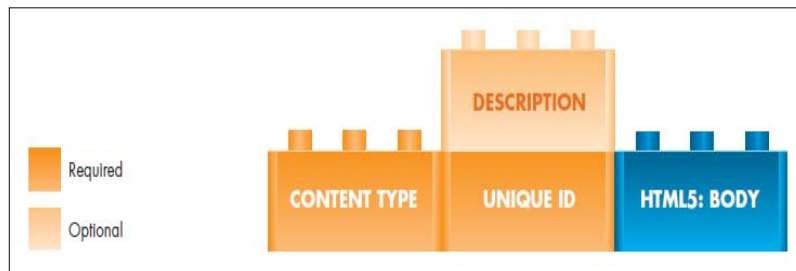 DESCRIPTION
Required
CONTENT TYPE
UNIQUE ID
HTML5: BODY
Optional